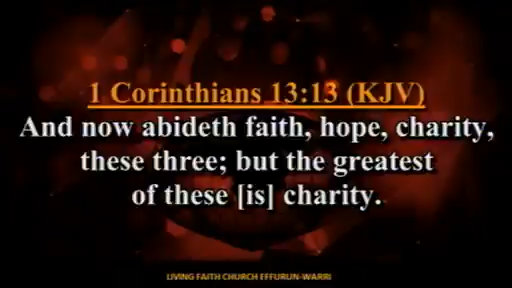 1 Corinthians 13:13 (KJV)
And now abideth faith, hope, charity,
these three; but the greatest
of these [is] charity.
LIVING FAITH CHURCH EFFURUN-WARRI